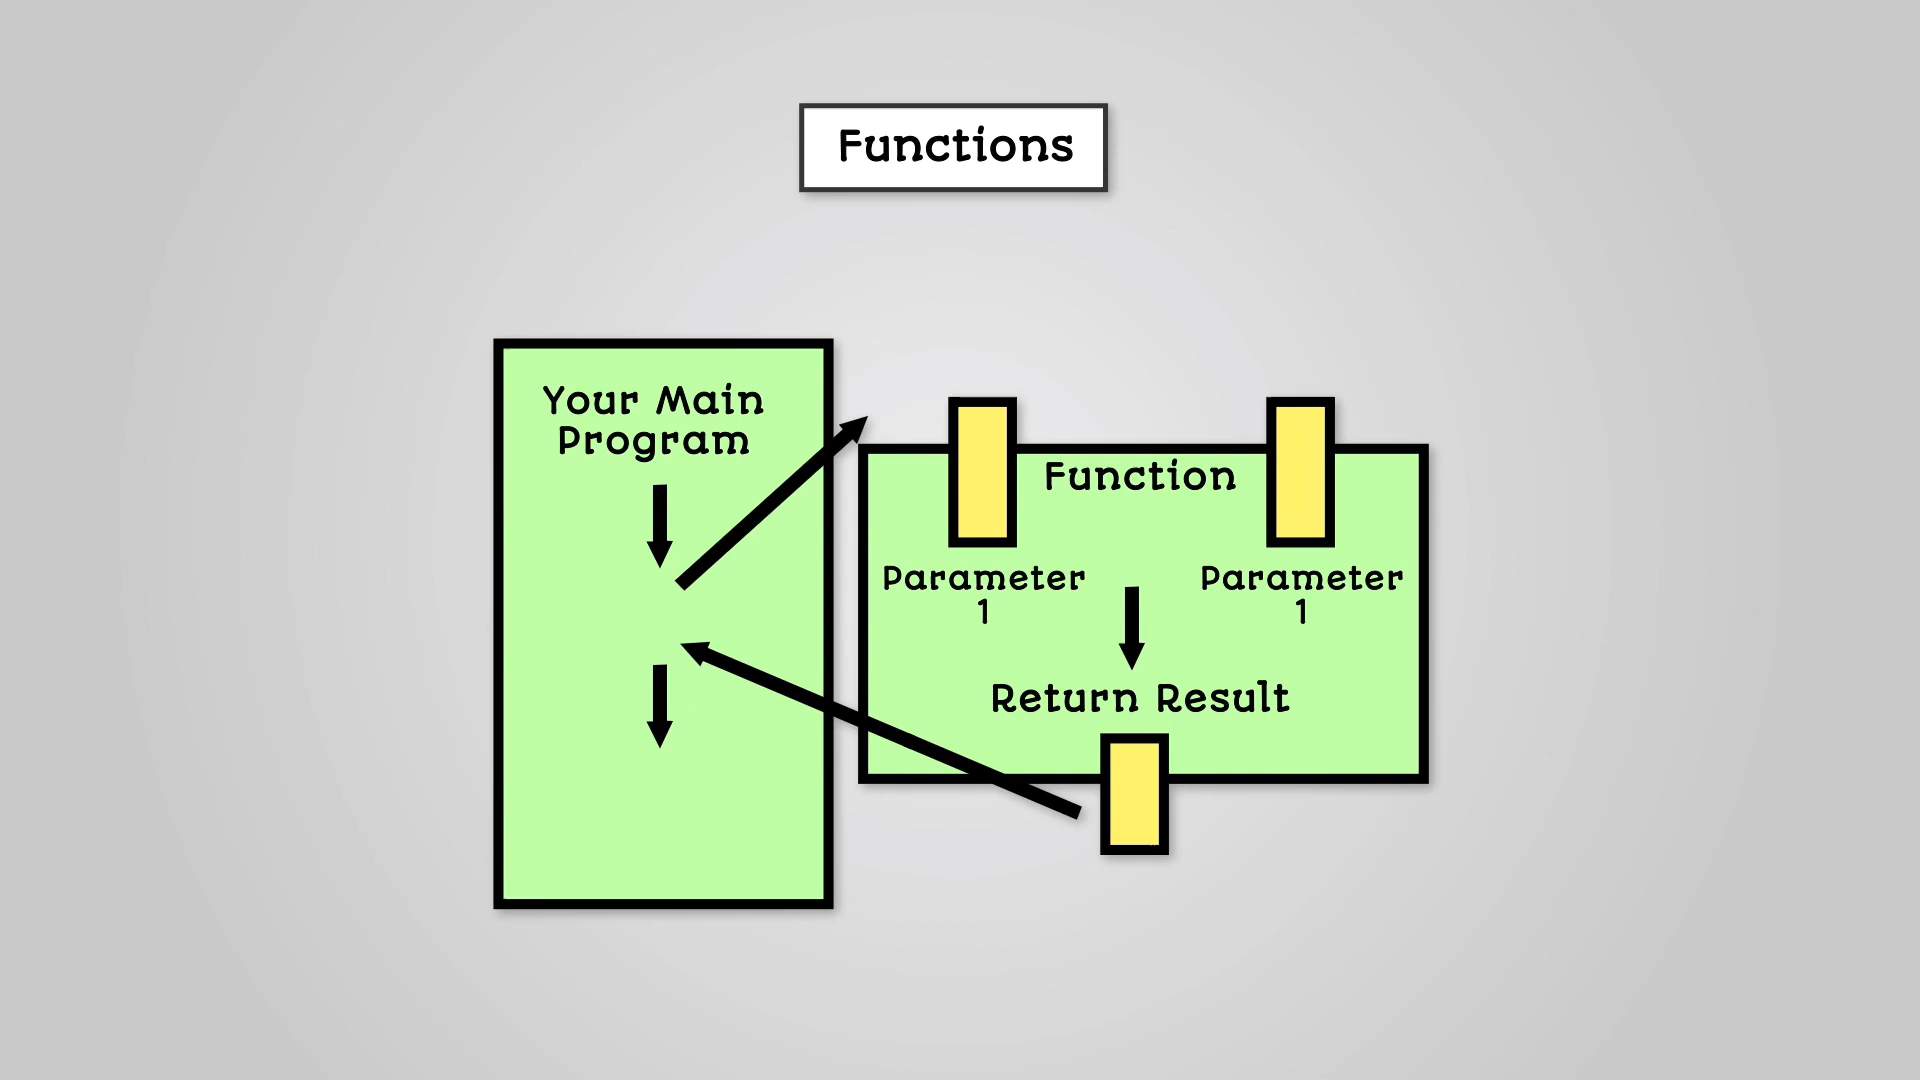 Functions
Your Main
Program
Function
Parameter
1
Parameter
1
Return Result